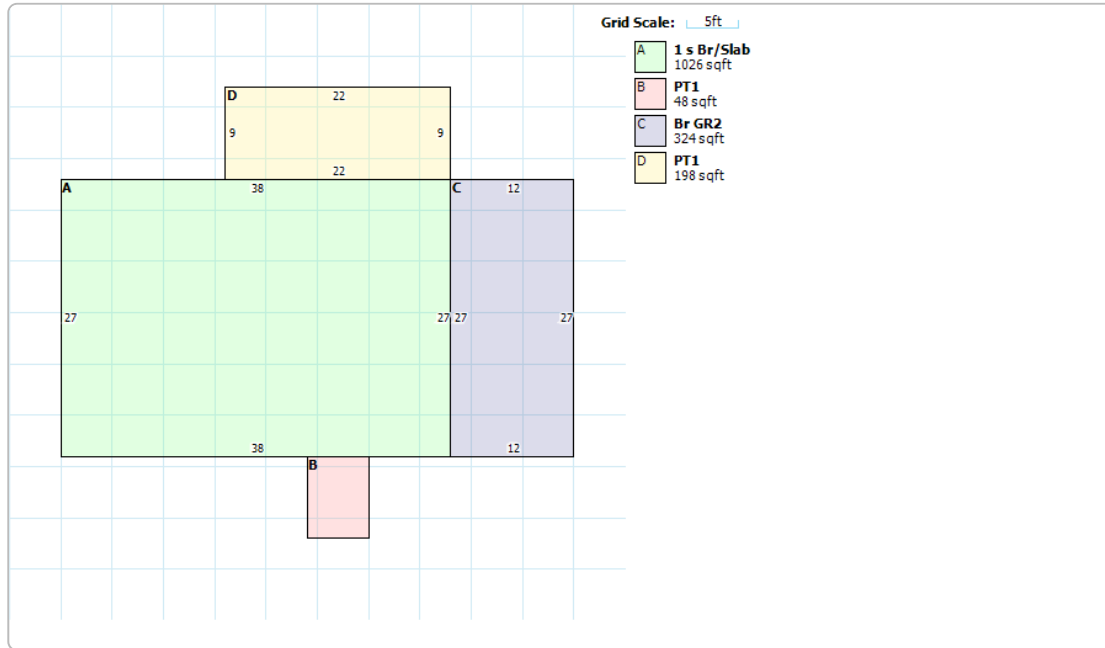 Grid Scale: 5ft
A 1 s Br/Slab
1026 sqft
B PT1
48 sqft
C Br GR2
324 sqft
D PT1
198 sqft
D 22
9 9
22
A 38 C 12
27 27 27 27
38 12
B